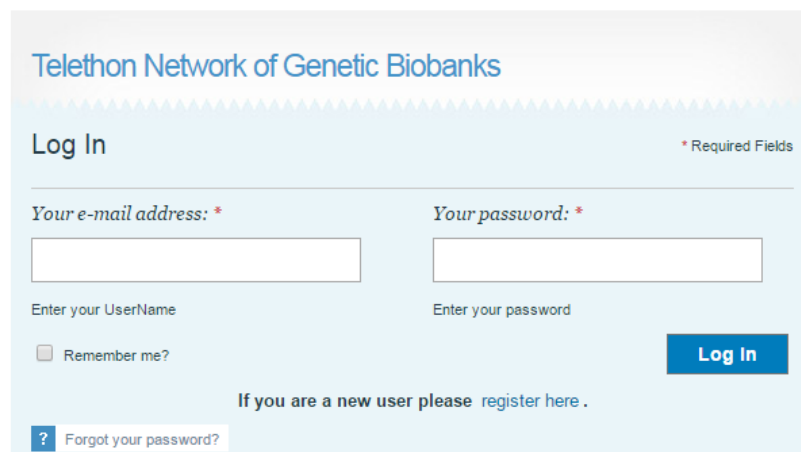 Telethon Network of Genetic Biobanks
Log In
* Required Fields
Your e-mail address: *
Your password: *
Enter your UserName
Enter your password
Remember me?
Log In
If you are a new user please register here .
? Forgot your password?